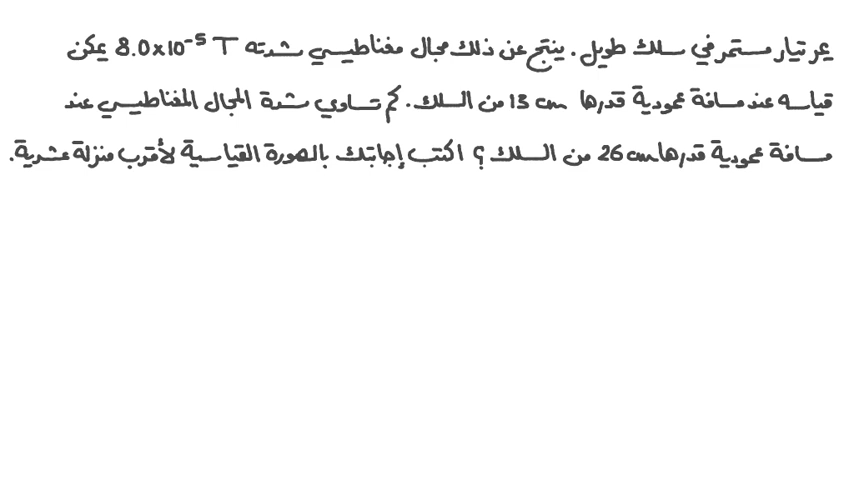 يمر تيار مستمر في سلك طويل. ينتج عن ذلك مجال مغناطيسي شدته 8.0x10⁻⁵ T يمكن
قياسه عند مسافة عمودية قدرها 13 cm من السلك. كم تساوي شدة المجال المغناطيسي عند
مسافة عمودية قدرها 26 cm من السلك؟ اكتب إجابتك بالصورة القياسية لأقرب منزلة عشرية.